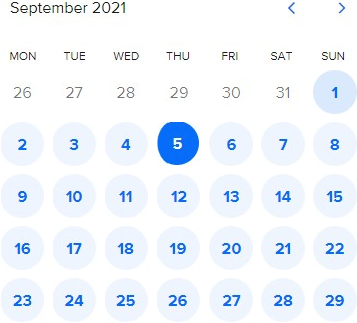 September 2021
MON TUE WED THU FRI SAT SUN
26 27 28 29 30 31 1
2 3 4 5 6 7 8
9 10 11 12 13 14 15
16 17 18 19 20 21 22
23 24 25 26 27 28 29